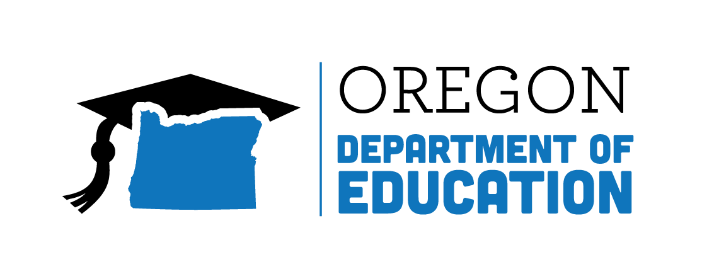 OREGON
DEPARTMENT OF
EDUCATION